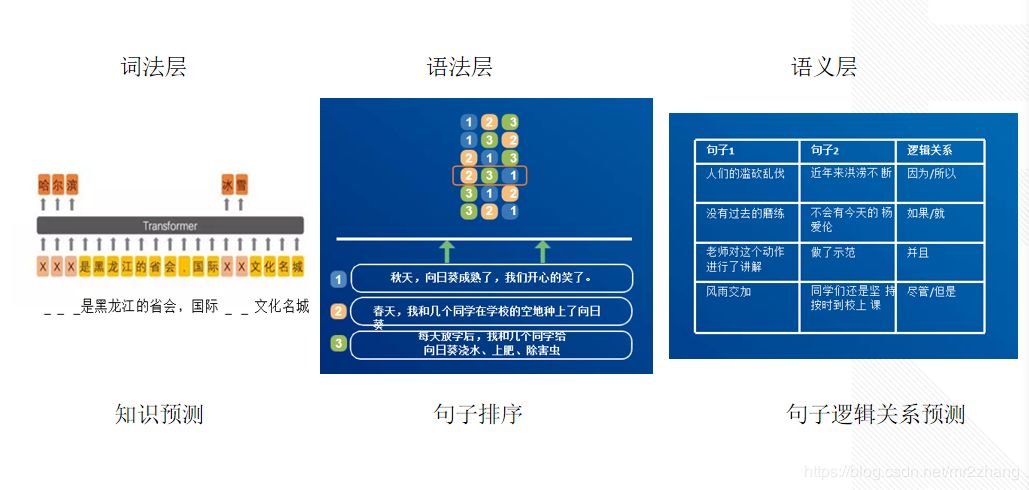 词法层
语法层
语义层
哈 尔 滨
冰 雪
Transformer
X X X 是 黑 龙 江 的 省 会 , 国 际 X X 文 化 名 城
_ _ _是黑龙江的省会，国际 _ _ 文化名城
知识预测
1 2 3
1 3 2
2 1 3
2 3 1
3 1 2
3 2 1
1 秋天，向日葵成熟了，我们开心的笑了。
2 春天，我和几个同学在学校的空地种上了向日
葵
3 每天放学后，我和几个同学给
向日葵浇水、上肥、除害虫
句子排序
句子1 句子2 逻辑关系
人们的滥砍乱伐 近年来洪涝不 断 因为/所以
没有过去的磨练 不会有今天的 杨
爱伦 如果/就
老师对这个动作
进行了讲解 做了示范 并且
风雨交加 同学们还是坚 持
按时到校上 课 尽管/但是
句子逻辑关系预测
https://blog.csdn.net/mr2zhang